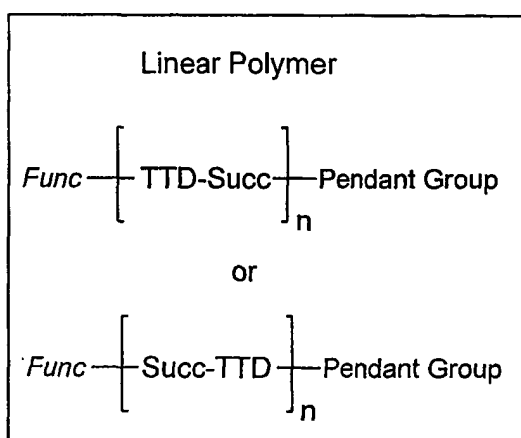 Linear Polymer
Func TTD-Succ Pendant Group
n
or
Func Succ-TTD Pendant Group
n